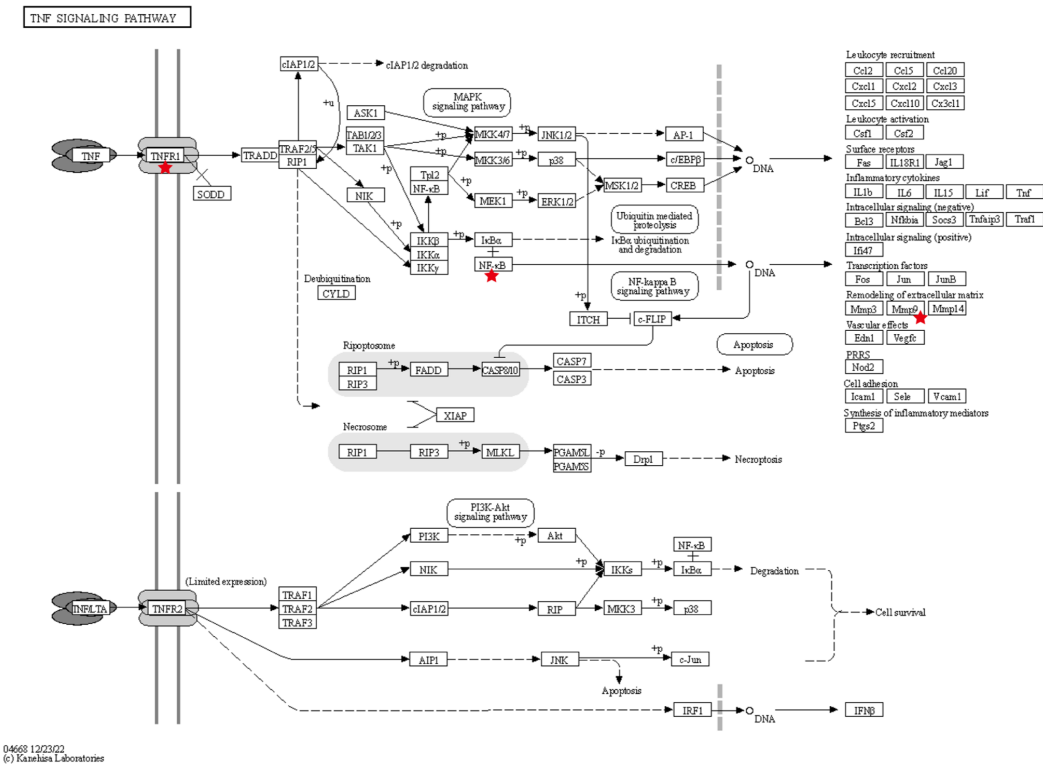 TNF SIGNALING PATHWAY
cIAP1/2
cIAP1/2 degradation
+u
MAPK
signaling pathway
ASK1
TAB1/2/3
TAK1
MKK4/7
+p
JNK1/2
AP-1
TNF
TNFR1
TRADD
TRAF2/5
RIP1
+p
+p
MKK3/6
+p
p38
c/EBPβ
DNA
SODD
NIK
+p
Tpl2
NF-κB
+p
MEK1
+p
ERK1/2
MSK1/2
CREB
+p
IKKβ
IKKα
IKKγ
+p
IκBα
Ubiquitin mediated
proteolysis
IκBα ubiquitination
and degradation
NF-κB
DNA
Deubiquitination
CYLD
NF-kappa B
signaling pathway
+p
ITCH
c-FLIP
Apoptosis
Ripoptosome
RIP1
RIP3
+p
FADD
CASP8/10
CASP7
CASP3
Apoptosis
XIAP
Necrosome
RIP1
RIP3
+p
MLKL
PGAM5L
PGAM5S
-p
Drp1
Necroptosis
Leukocyte recruitment
Ccl2 Ccl5 Ccl20
Cxcl1 Cxcl2 Cxcl3
Cxcl5 Cxcl10 Cx3cl1
Leukocyte activation
Csf1 Csf2
Surface receptors
Fas IL18R1 Jag1
Inflammatory cytokines
IL1b IL6 IL15 Lif Tnf
Intracellular signaling (negative)
Bcl3 Nfkbia Socs3 Tnfaip3 Traf1
Intracellular signaling (positive)
Ifi47
Transcription factors
Fos Jun JunB
Remodeling of extracellular matrix
Mmp3 Mmp9 Mmp14
Vascular effects
Edn1 Vegfc
PRRS
Nod2
Cell adhesion
Icam1 Sele Vcam1
Synthesis of inflammatory mediators
Ptgs2
PI3K-Akt
signaling pathway
PI3K
+p
Akt
NF-κB
(Limited expression)
NIK
+p
IKKs
+p
IκBα
Degradation
TNF/LTA
TNFR2
TRAF1
TRAF2
TRAF3
cIAP1/2
RIP
MKK3
+p
p38
Cell survival
AIP1
JNK
+p
c-Jun
Apoptosis
IRF1
DNA
IFNβ
04668 12/23/22
(c) Kanehisa Laboratories